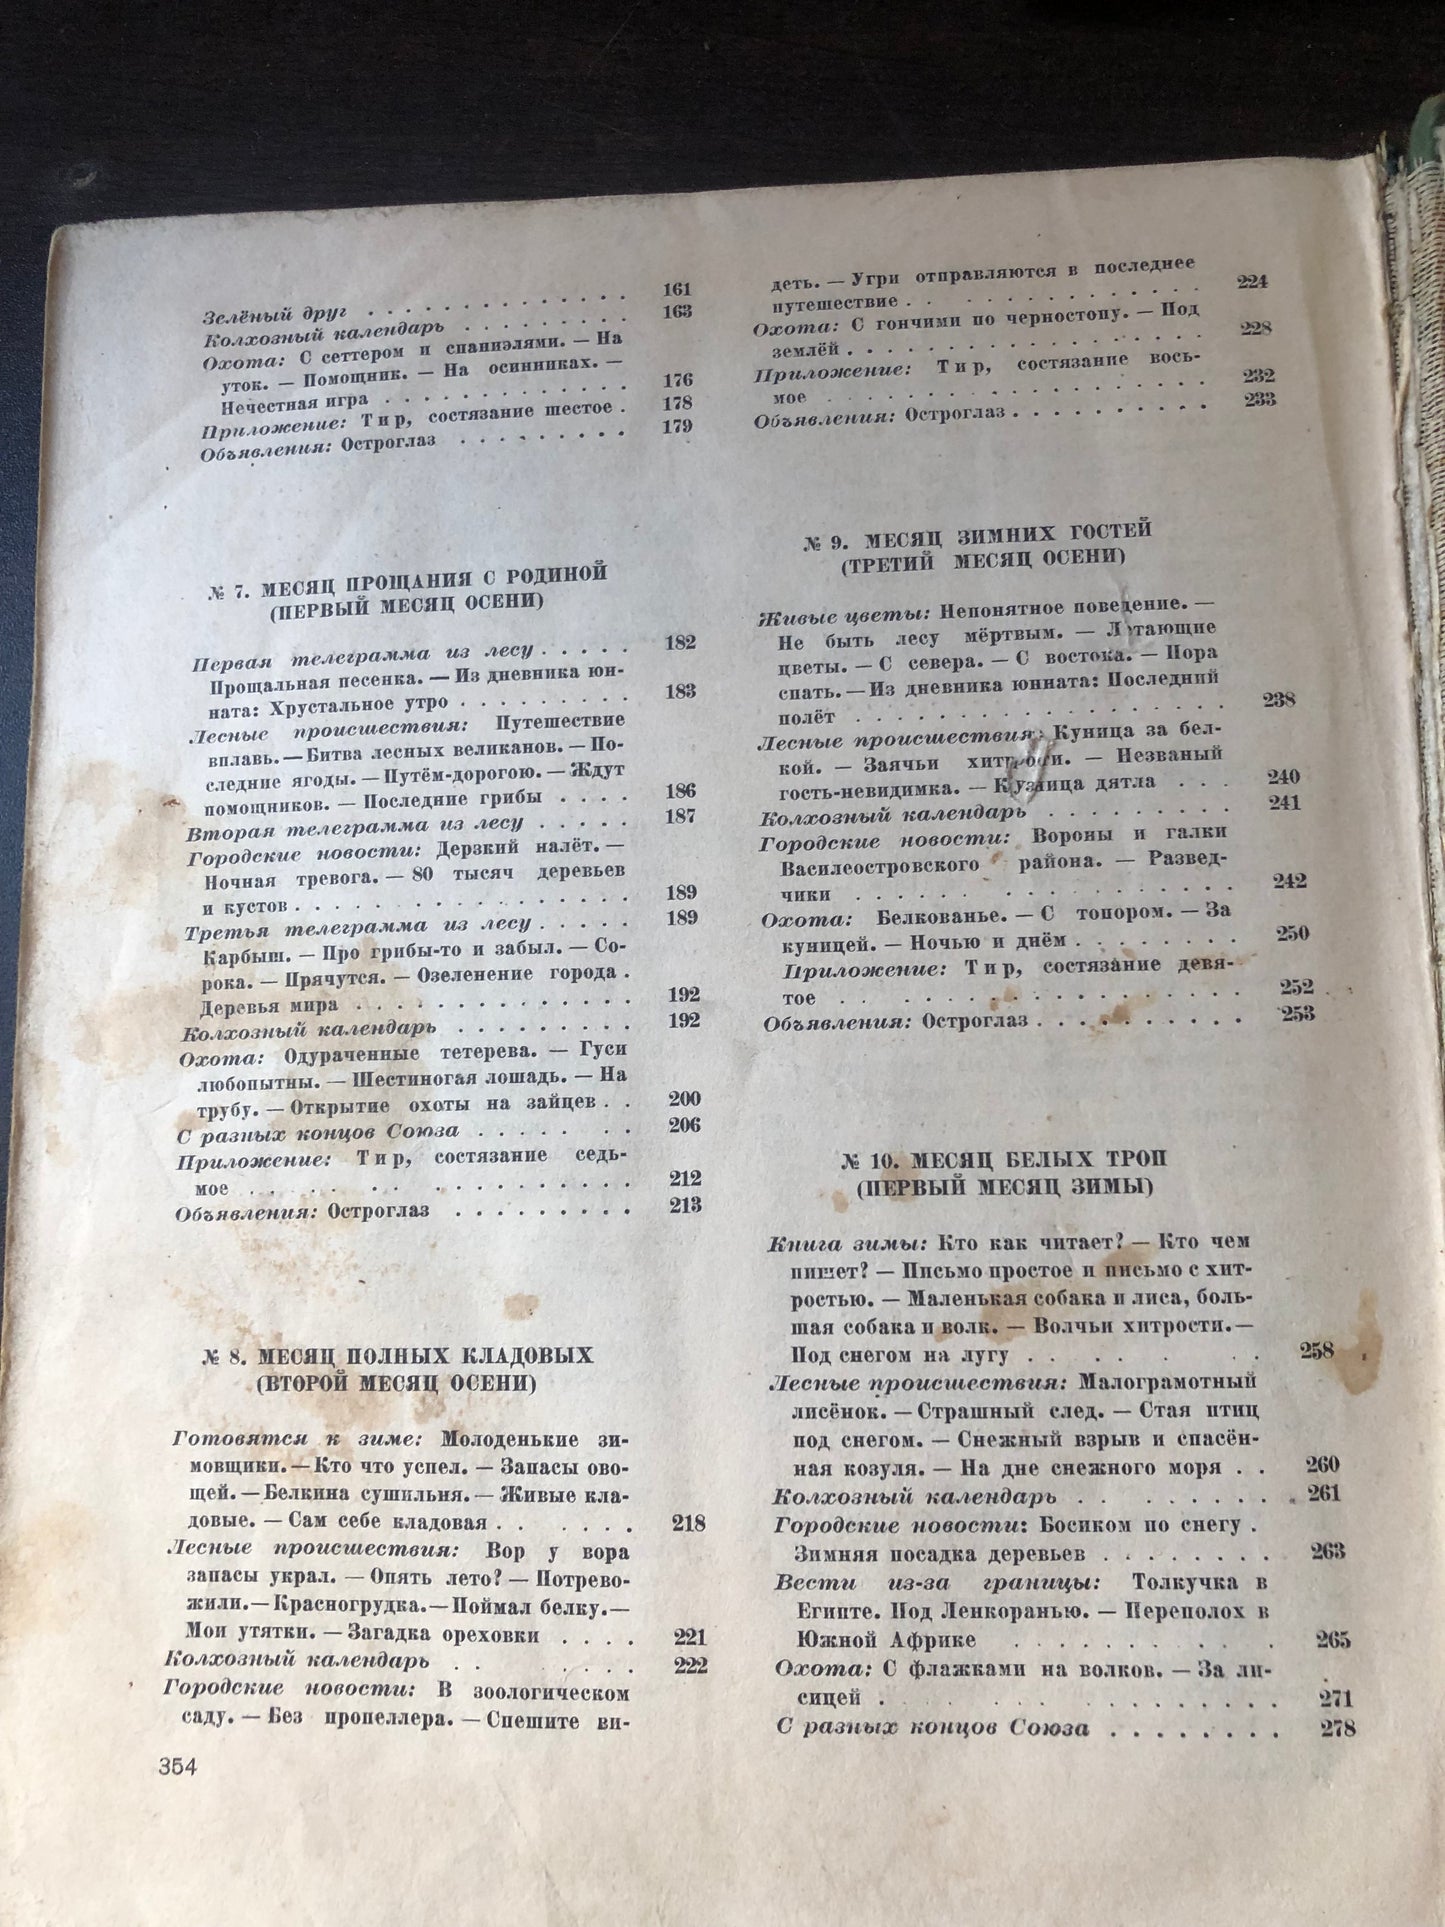 Зелёный друг . . . . . . . . . . . . 161
Колхозный календарь . . . . . . . . . 163
Охота: С сеттером и спаниэлями. — На
уток. — Помощник. — На осинниках. —
Нечестная игра . . . . . . . . . . . 176
Приложение: Тир, состязание шестое . 178
Объявления: Остроглаз . . . . . . . . . 179
№ 7. МЕСЯЦ ПРОЩАНИЯ С РОДИНОЙ
(ПЕРВЫЙ МЕСЯЦ ОСЕНИ)
Первая телеграмма из лесу . . . . . 182
Прощальная песенка. — Из дневника юн-
ната: Хрустальное утро . . . . . . . . . 183
Лесные происшествия: Путешествие
вплавь. — Битва лесных великанов. — По-
следние ягоды. — Путём-дорогою. — Ждут
помощников. — Последние грибы . . . . 186
Вторая телеграмма из лесу . . . . . 187
Городские новости: Дерзкий налёт. —
Ночная тревога. — 80 тысяч деревьев
и кустов . . . . . . . . . . . . . . . 189
Третья телеграмма из лесу . . . . . 189
Карбыш. — Про грибы-то и забыл. — Со-
рока. — Прячутся. — Озеленение города .
Деревья мира . . . . . . . . . . . . . 192
Колхозный календарь . . . . . . . . . 192
Охота: Одураченные тетерева. — Гуси
любопытны. — Шестиногая лошадь. — На
трубу. — Открытие охоты на зайцев . . 200
С разных концов Союза . . . . . . . 206
Приложение: Тир, состязание седь-
мое . . . . . . . . . . . . . . . . 212
Объявления: Остроглаз . . . . . . . . . 213
№ 8. МЕСЯЦ ПОЛНЫХ КЛАДОВЫХ
(ВТОРОЙ МЕСЯЦ ОСЕНИ)
Готовятся к зиме: Молоденькие зи-
мовщики. — Кто что успел. — Запасы ово-
щей. — Белкина сушильня. — Живые кла-
довые. — Сам себе кладовая . . . . . . 218
Лесные происшествия: Вор у вора
запасы украл. — Опять лето? — Потрево-
жили. — Красногрудка. — Поймал белку. —
Мои утятки. — Загадка ореховки . . . . 221
Колхозный календарь . . . . . . 222
Городские новости: В зоологическом
саду. — Без пропеллера. — Спешите ви-
354
деть. — Угри отправляются в последнее
путешествие . . . . . . . . . . . . . 224
Охота: С гончими по чернотропу. — Под
землёй . . . . . . . . . . . . . . . . 228
Приложение: Тир, состязание вось-
мое . . . . . . . . . . . . . . . . 232
Объявления: Остроглаз . . . . . . . . . 233
№ 9. МЕСЯЦ ЗИМНИХ ГОСТЕЙ
(ТРЕТИЙ МЕСЯЦ ОСЕНИ)
Живые цветы: Непонятное поведение. —
Не быть лесу мёртвым. — Летающие
цветы. — С севера. — С востока. — Пора
спать. — Из дневника юнната: Последний
полёт . . . . . . . . . . . . . . . . 238
Лесные происшествия: Куница за бел-
кой. — Заячьи хитрости. — Незваный
гость-невидимка. — Кузница дятла . . . 240
Колхозный календарь . . . . . . . . . 241
Городские новости: Вороны и галки
Василеостровского района. — Развед-
чики . . . . . . . . . . . . . . . . 242
Охота: Белкованье. — С топором. — За
куницей. — Ночью и днём . . . . . . . . 250
Приложение: Тир, состязание девя-
тое . . . . . . . . . . . . . . . . 252
Объявления: Остроглаз . . . . . . . . . 253
№ 10. МЕСЯЦ БЕЛЫХ ТРОП
(ПЕРВЫЙ МЕСЯЦ ЗИМЫ)
Книга зимы: Кто как читает? — Кто чем
пишет? — Письмо простое и письмо с хит-
ростью. — Маленькая собака и лиса, боль-
шая собака и волк. — Волчьи хитрости. —
Под снегом на лугу . . . . . . . 258
Лесные происшествия: Малограмотный
лисёнок. — Страшный след. — Стая птиц
под снегом. — Снежный взрыв и спасён-
ная козуля. — На дне снежного моря . . 260
Колхозный календарь . . . . . . . . . 261
Городские новости: Босиком по снегу .
Зимняя посадка деревьев . . . . . . . . 263
Вести из-за границы: Толкучка в
Египте. Под Ленкоранью. — Переполох в
Южной Африке . . . . . . . . . . 265
Охота: С флажками на волков. — За ли-
сицей . . . . . . . . . . . . . . 271
С разных концов Союза . . . . . . . . 278